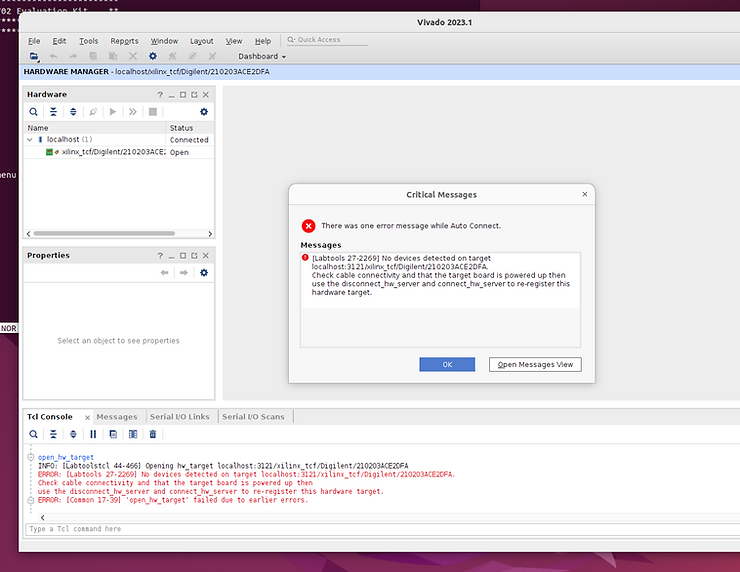 /02 Evaluation Kit **
Vivado 2023.1
File Edit Tools Reports Window Layout View Help Quick Access
Dashboard
HARDWARE MANAGER - localhost/xilinx_tcf/Digilent/210203ACE2DFA
Hardware
Name Status
localhost (1) Connected
xilinx_tcf/Digilent/210203ACE2 Open
enu
Properties
Select an object to see properties
NOR
Critical Messages
There was one error message while Auto Connect.
Messages
[Labtools 27-2269] No devices detected on target
localhost:3121/xilinx_tcf/Digilent/210203ACE2DFA.
Check cable connectivity and that the target board is powered up then
use the disconnect_hw_server and connect_hw_server to re-register this
hardware target.
OK Open Messages View
Tcl Console Messages Serial I/O Links Serial I/O Scans
open_hw_target
INFO: [Labtoolstcl 44-466] Opening hw_target localhost:3121/xilinx_tcf/Digilent/210203ACE2DFA
ERROR: [Labtools 27-2269] No devices detected on target localhost:3121/xilinx_tcf/Digilent/210203ACE2DFA.
Check cable connectivity and that the target board is powered up then
use the disconnect_hw_server and connect_hw_server to re-register this hardware target.
ERROR: [Common 17-39] 'open_hw_target' failed due to earlier errors.
Type a Tcl command here